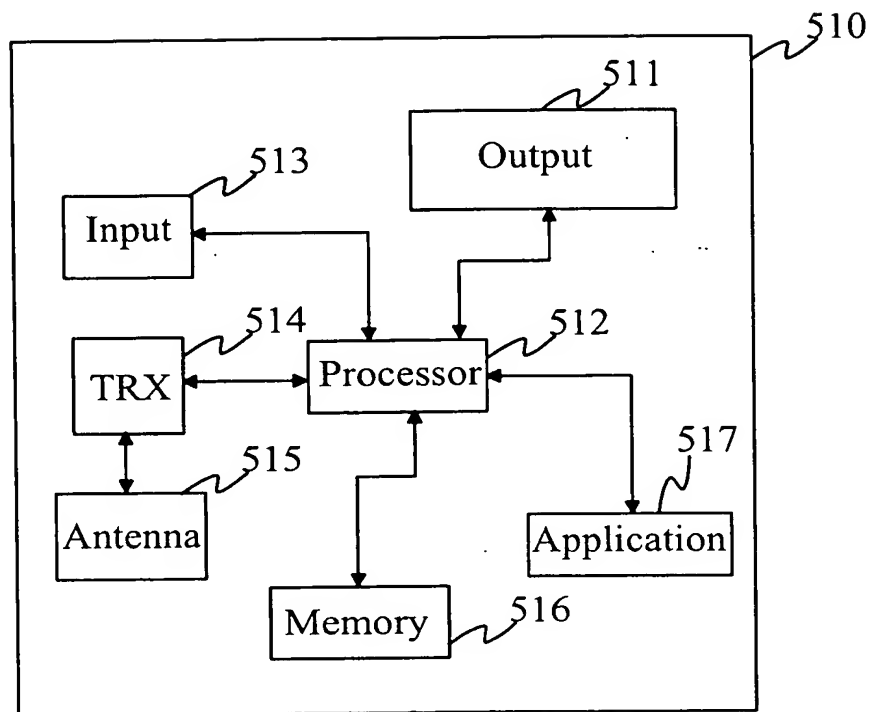 510
511
Output
513
Input
514
TRX
512
Processor
515
Antenna
517
Application
Memory
516